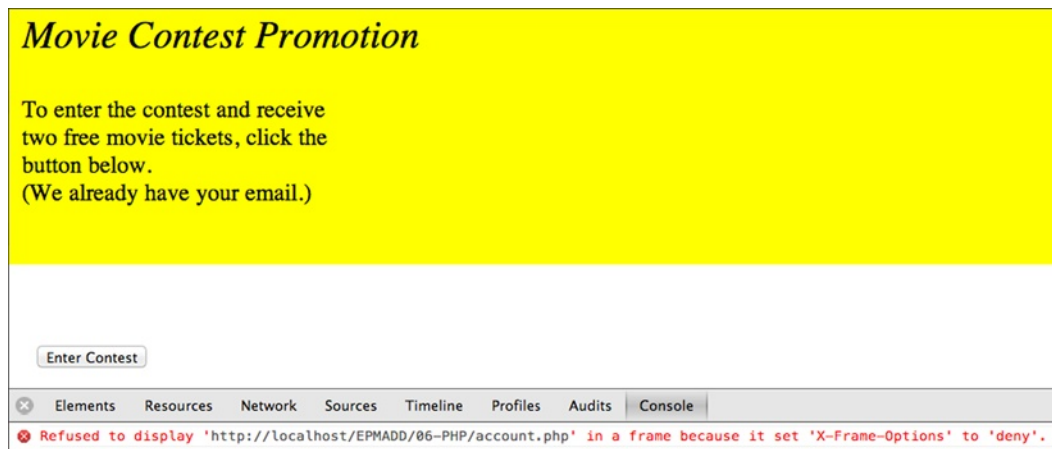 Movie Contest Promotion
To enter the contest and receive
two free movie tickets, click the
button below.
(We already have your email.)
Enter Contest
Elements Resources Network Sources Timeline Profiles Audits Console
Refused to display 'http://localhost/EPMADD/06-PHP/account.php' in a frame because it set 'X-Frame-Options' to 'deny'.